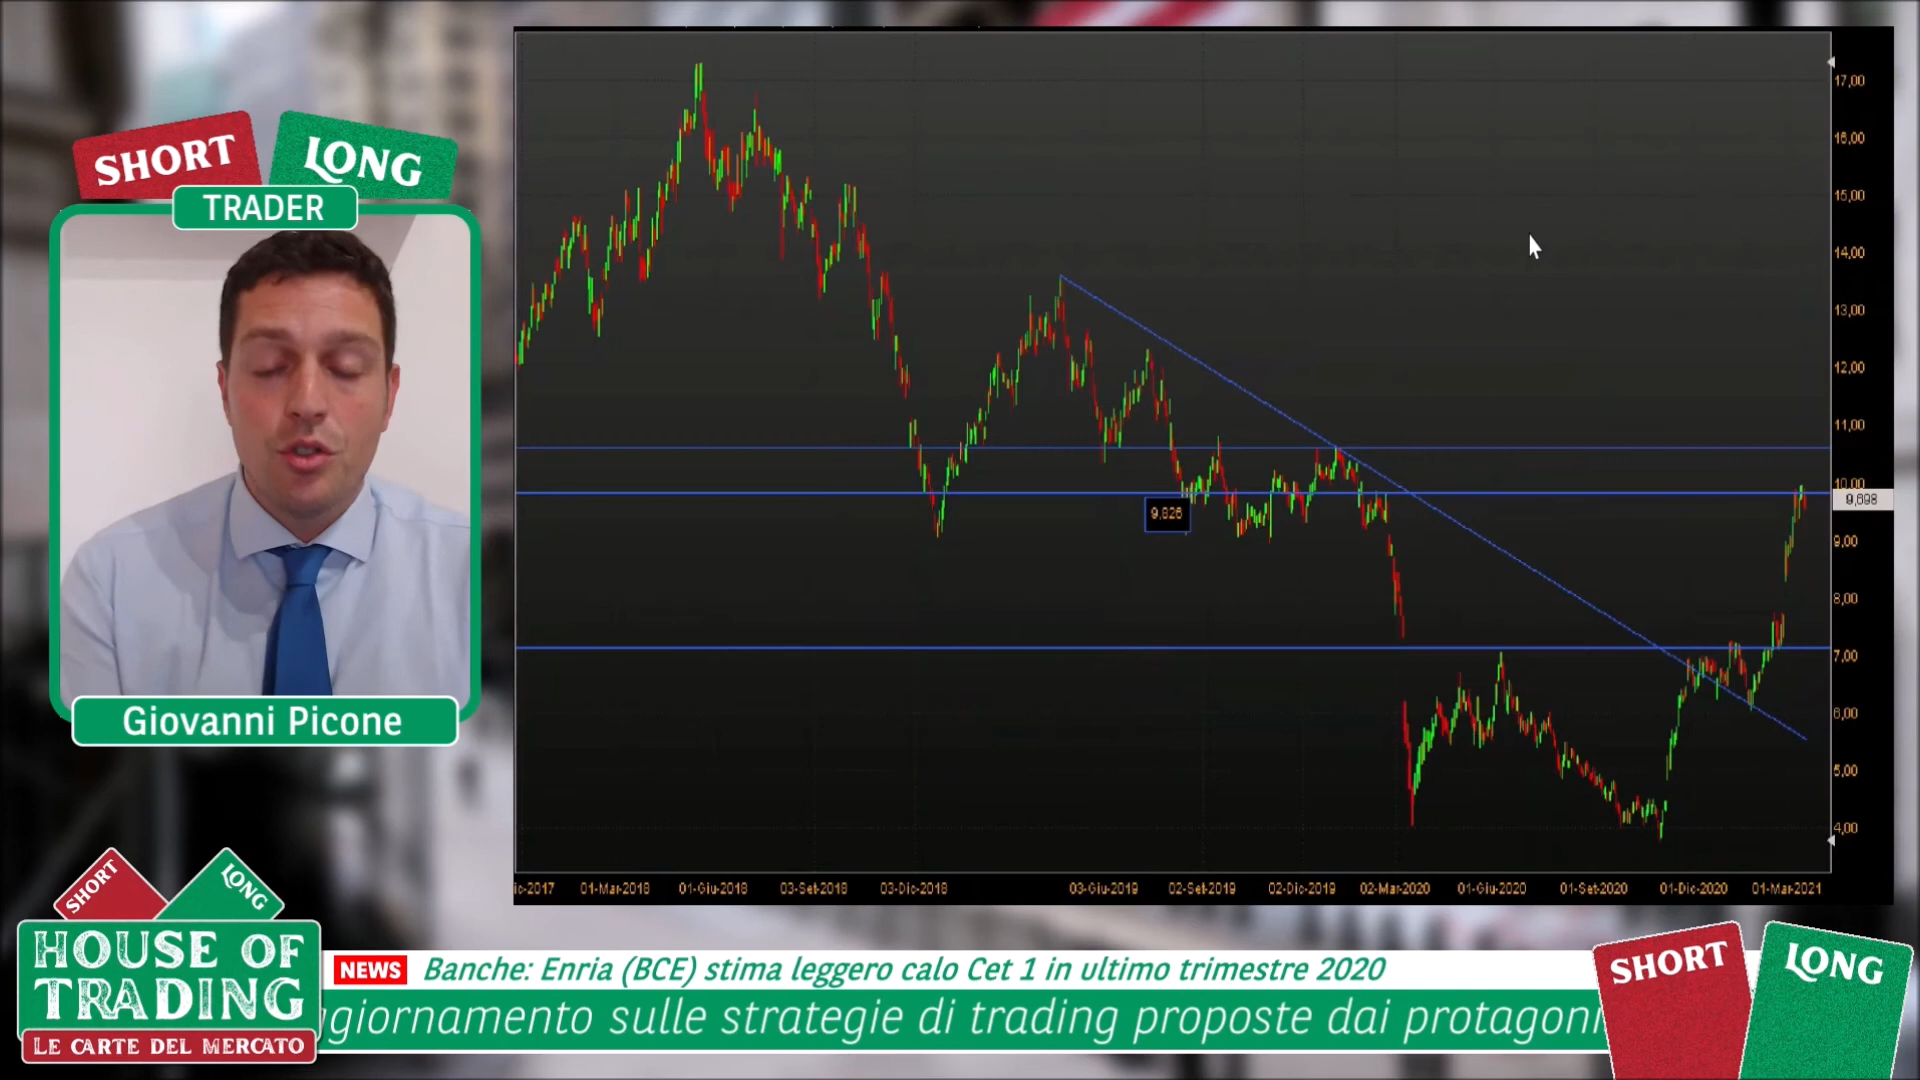 SHORT
LONG
TRADER
Giovanni Picone
17,00
16,00
15,00
14,00
13,00
12,00
11,00
10,00
9,698
9,826
9,00
8,00
7,00
6,00
5,00
4,00
ic-2017
01-Mar-2018
01-Giu-2018
03-Set-2018
03-Dic-2018
03-Giu-2019
02-Set-2019
02-Dic-2019
02-Mar-2020
01-Giu-2020
01-Set-2020
01-Dic-2020
01-Mar-2021
SHORT
LONG
HOUSE OF
TRADING
LE CARTE DEL MERCATO
NEWS
Banche: Enria (BCE) stima leggero calo Cet 1 in ultimo trimestre 2020
ggiornamento sulle strategie di trading proposte dai protagoni
SHORT
LONG